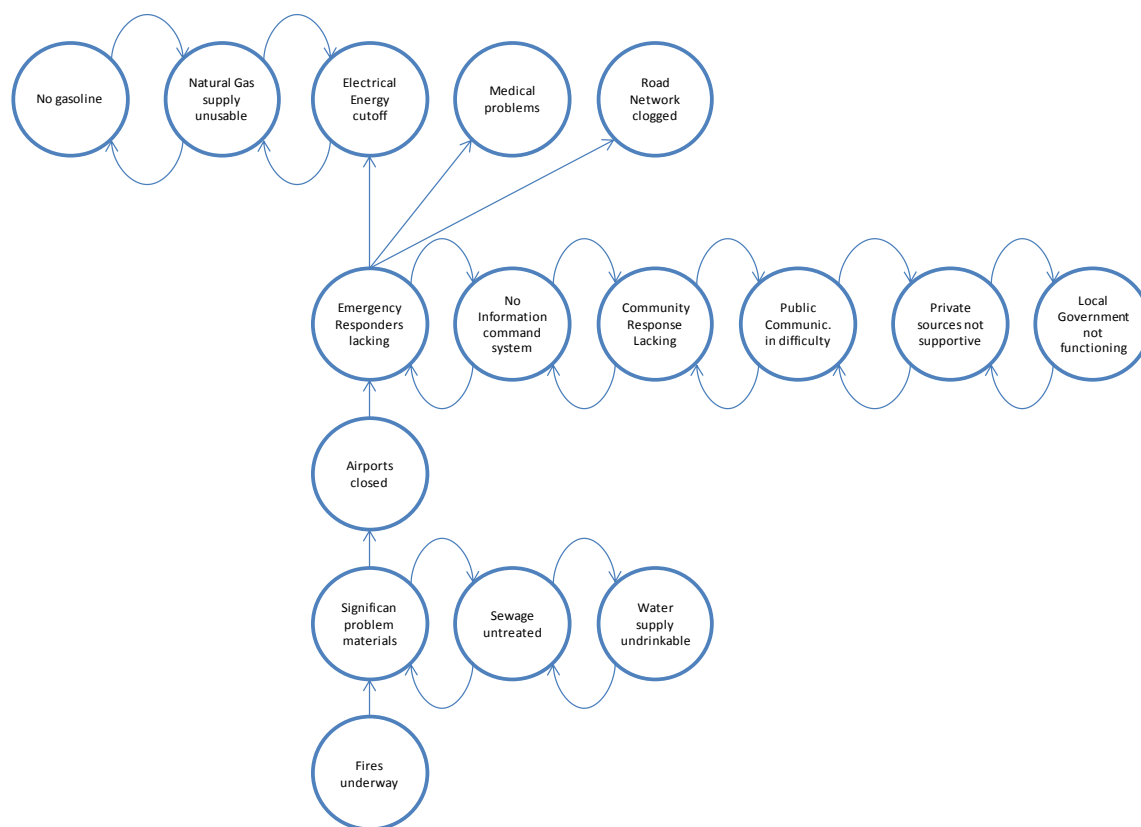 No gasoline
Natural Gas
supply
unusable
Electrical
Energy
cutoff
Medical
problems
Road
Network
clogged
Emergency
Responders
lacking
No
Information
command
system
Community
Response
Lacking
Public
Communic.
in difficulty
Private
sources not
supportive
Local
Government
not
functioning
Airports
closed
Significan
problem
materials
Sewage
untreated
Water
supply
undrinkable
Fires
underway